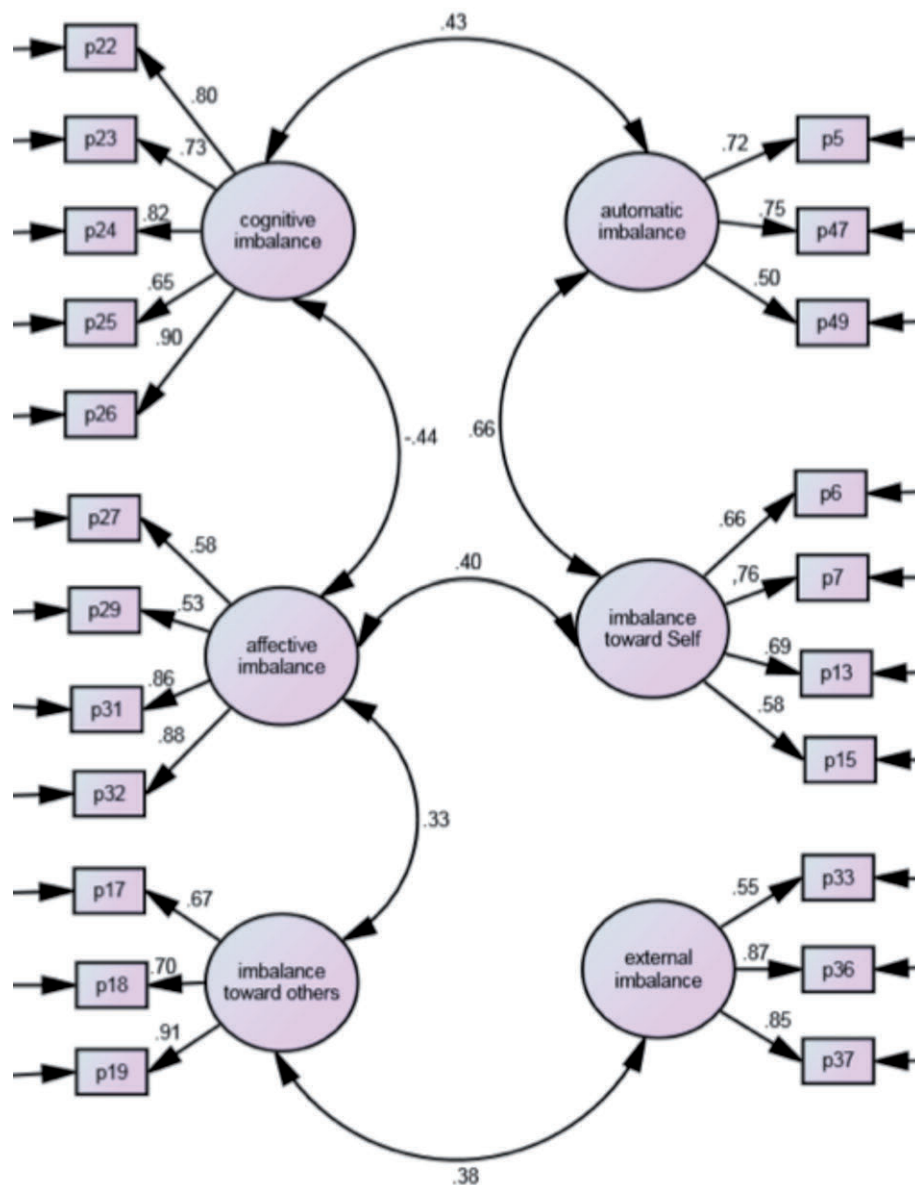 .43
p22
.80
p23
.73
p24
.82
cognitive
imbalance
p25
.65
p26
.90
automatic
imbalance
.72
p5
.75
p47
.50
p49
-.44
.66
p27
.58
p29
.53
affective
imbalance
p31
.86
p32
.88
.40
imbalance
toward Self
.66
p6
,76
p7
.69
p13
.58
p15
.33
p17
.67
p18
.70
imbalance
toward others
p19
.91
external
imbalance
.55
p33
.87
p36
.85
p37
.38